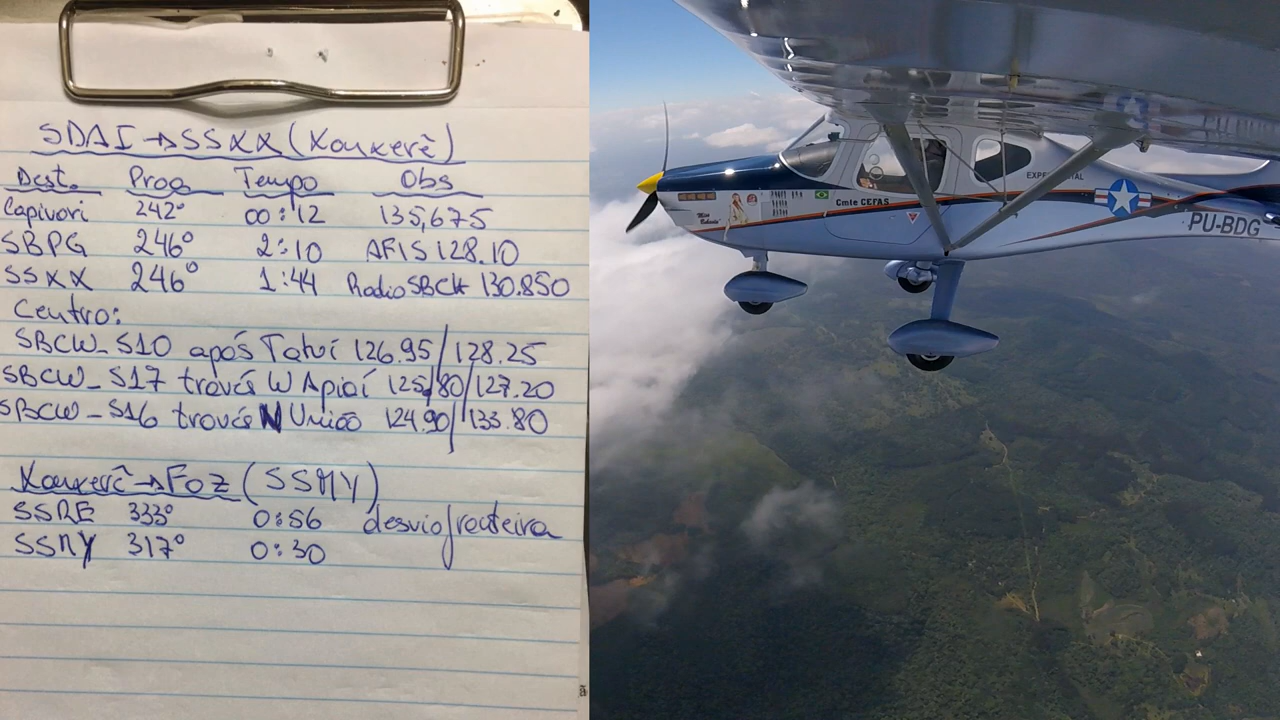 SDAI → SSXX (Xanxerê)
Dest. Proa Tempo Obs
Capivari 242° 00:12 135,675
SBPG 246° 2:10 AFIS 128.10
SSXX 246° 1:44 Radio SBCH 130.850
Centro:
SBCW_S10 após Tatuí 126.95/128.25
SBCW_S17 través W Apiaí 125.80/127.20
SBCW_S16 través N União 124.90/133.80
Xanxerê → Foz (SSMY)
SSRE 333° 0:56 desvio fronteira
SSMY 317° 0:30
EXPERIMENTAL
Cmte CEFAS
PU-BDG